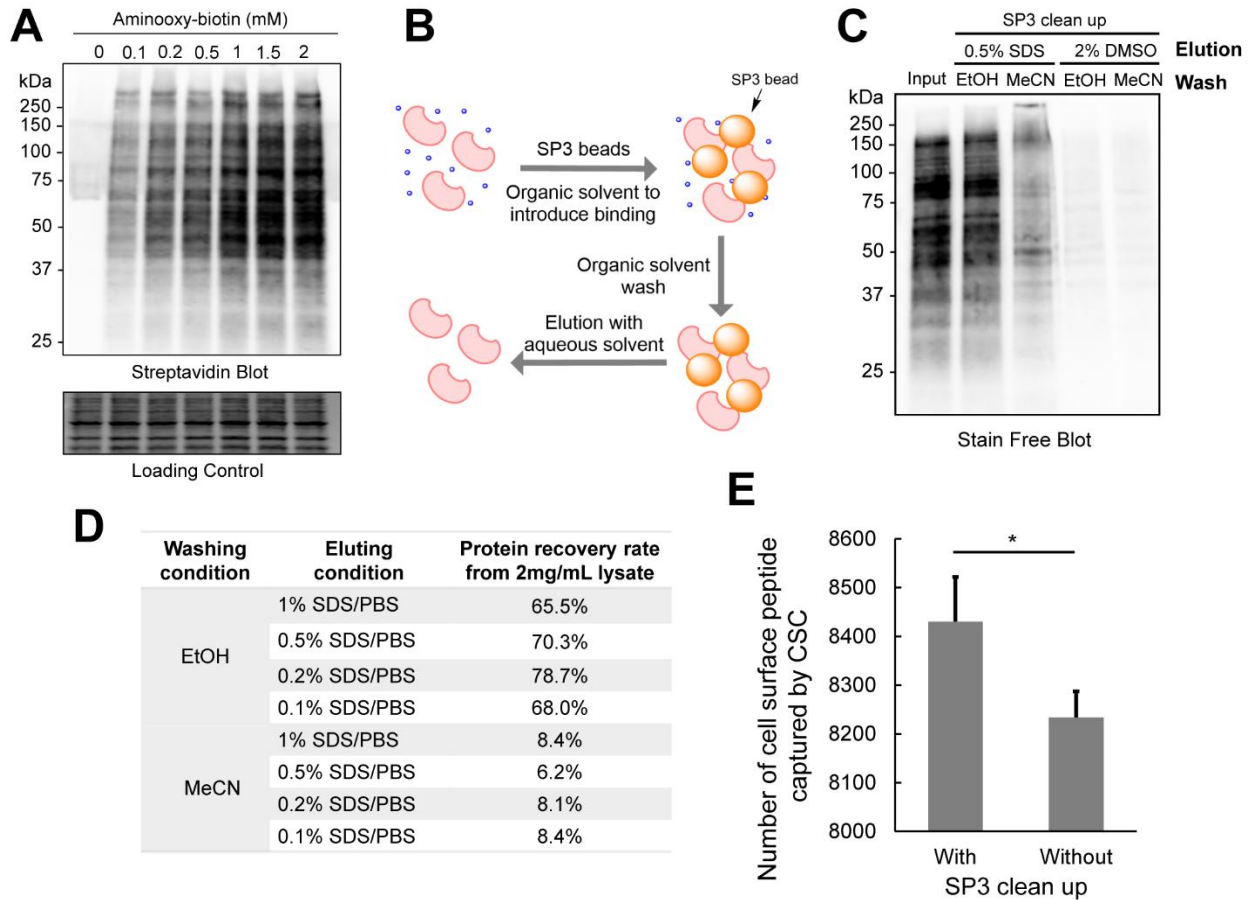 A
Aminooxy-biotin (mM)
0 0.1 0.2 0.5 1 1.5 2
kDa
250
150
100
75
50
37
25
Streptavidin Blot
Loading Control
B
SP3 bead
SP3 beads
Organic solvent to
introduce binding
Organic solvent
wash
Elution with
aqueous solvent
C
SP3 clean up
0.5% SDS 2% DMSO Elution
Input EtOH MeCN EtOH MeCN Wash
kDa
250
150
100
75
50
37
25
Stain Free Blot
D
Washing
condition
Eluting
condition
Protein recovery rate
from 2mg/mL lysate
EtOH
1% SDS/PBS 65.5%
0.5% SDS/PBS 70.3%
0.2% SDS/PBS 78.7%
0.1% SDS/PBS 68.0%
MeCN
1% SDS/PBS 8.4%
0.5% SDS/PBS 6.2%
0.2% SDS/PBS 8.1%
0.1% SDS/PBS 8.4%
E
Number of cell surface peptide
captured by CSC
8600
8500
8400
8300
8200
8100
8000
*
With Without
SP3 clean up